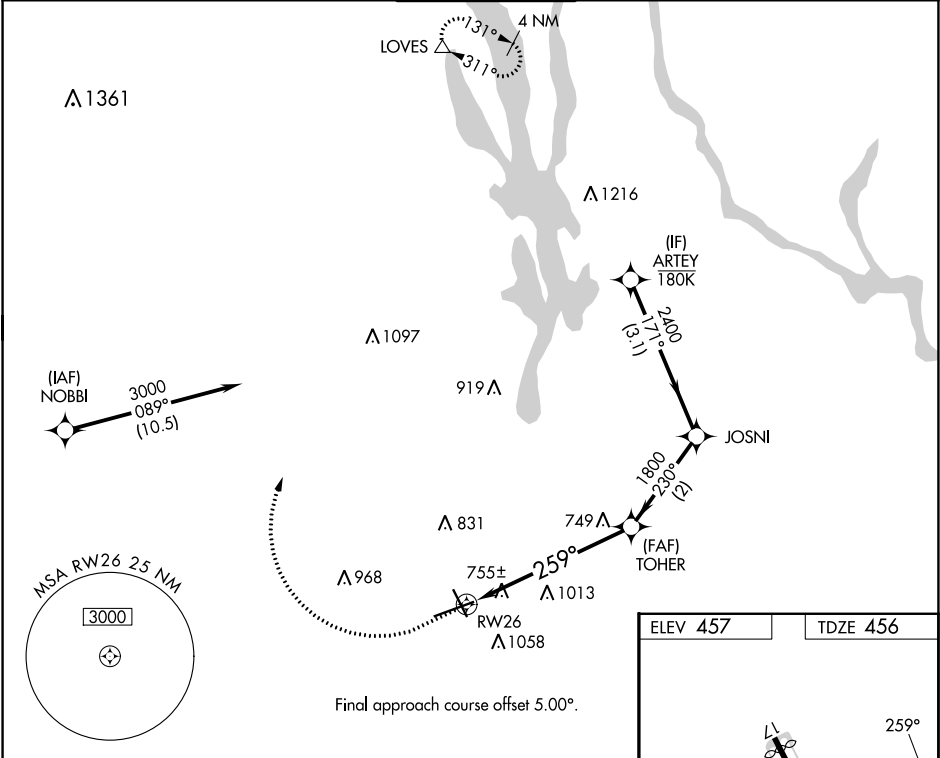 131°
4 NM
LOVES
311°
1361
1216
(IF)
ARTEY
180K
2400
171°
(3.1)
1097
919
(IAF)
NOBBI
3000
089°
(10.5)
JOSNI
1800
230°
(2)
831
749
(FAF)
TOHER
259°
968
755±
1013
RW26
1058
MSA RW26 25 NM
3000
Final approach course offset 5.00°.
ELEV 457
TDZE 456
17
259°